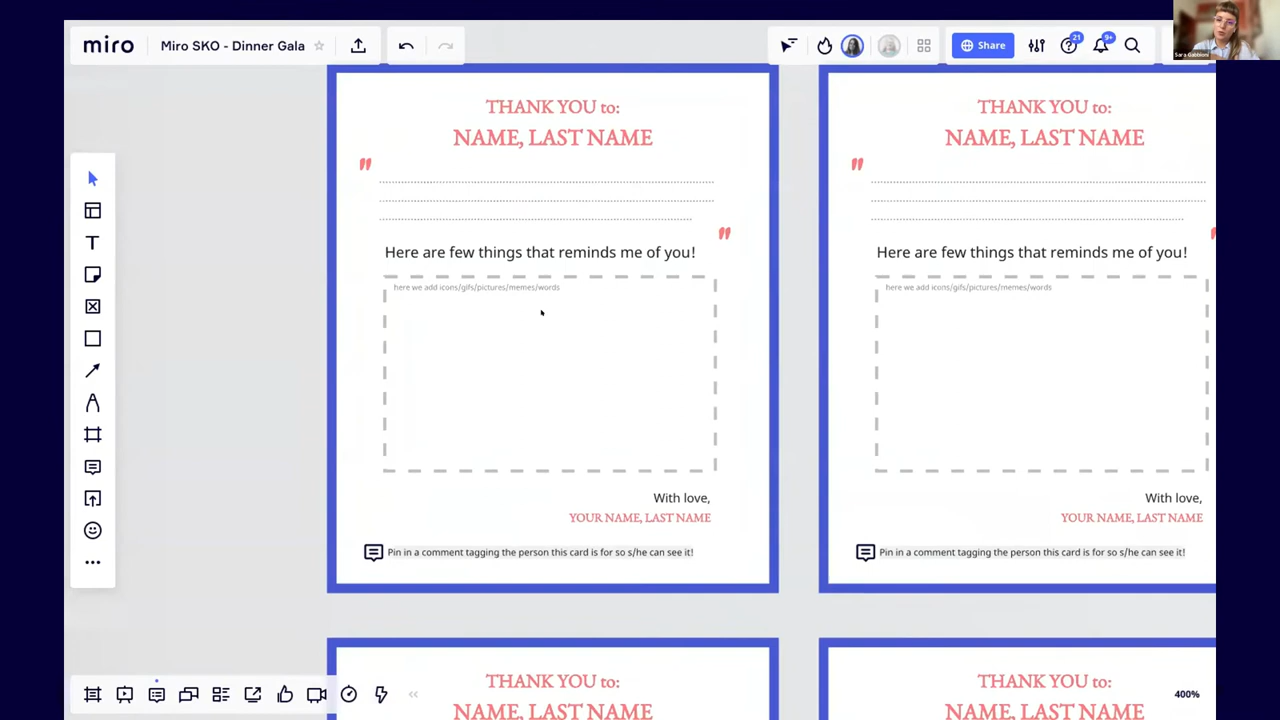 miro
Miro SKO - Dinner Gala
Share
21
9+
Sara Gabbioni
THANK YOU to:
NAME, LAST NAME
"
"
Here are few things that reminds me of you!
here we add icons/gifs/pictures/memes/words
With love,
YOUR NAME, LAST NAME
Pin in a comment tagging the person this card is for so s/he can see it!
THANK YOU to:
NAME, LAST NAME
"
"
Here are few things that reminds me of you!
here we add icons/gifs/pictures/memes/words
With love,
YOUR NAME, LAST NAME
Pin in a comment tagging the person this card is for so s/he can see it!
THANK YOU to:
NAME, LAST NAME
THANK YOU to:
NAME, LAST NAME
400%